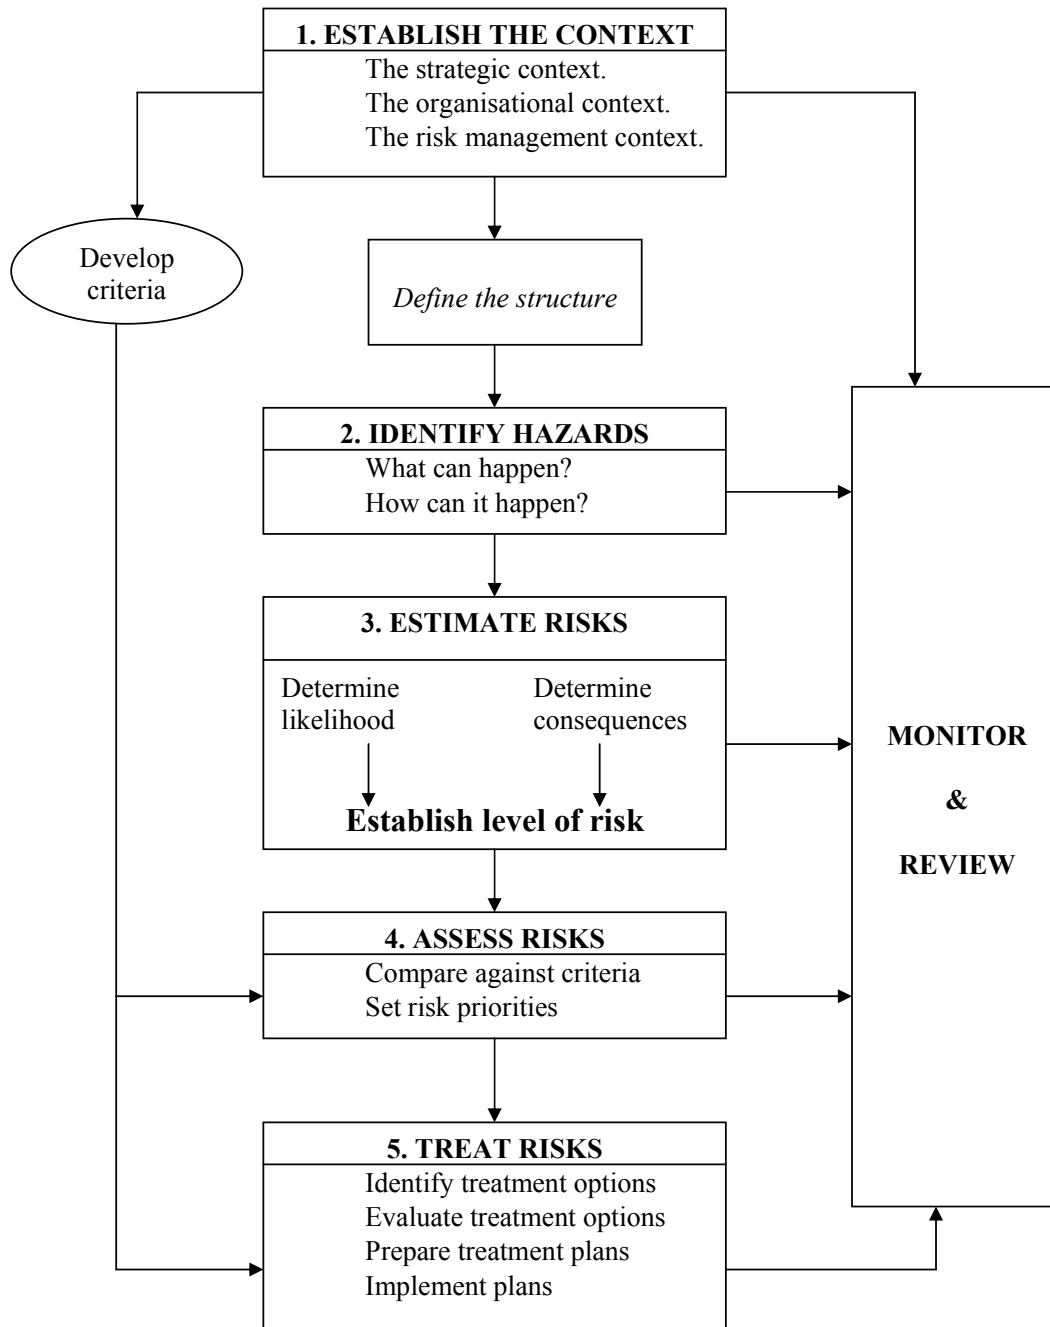 1. ESTABLISH THE CONTEXT
The strategic context.
The organisational context.
The risk management context.
Develop
criteria
Define the structure
2. IDENTIFY HAZARDS
What can happen?
How can it happen?
3. ESTIMATE RISKS
Determine
likelihood
Determine
consequences
Establish level of risk
MONITOR
&
REVIEW
4. ASSESS RISKS
Compare against criteria
Set risk priorities
5. TREAT RISKS
Identify treatment options
Evaluate treatment options
Prepare treatment plans
Implement plans